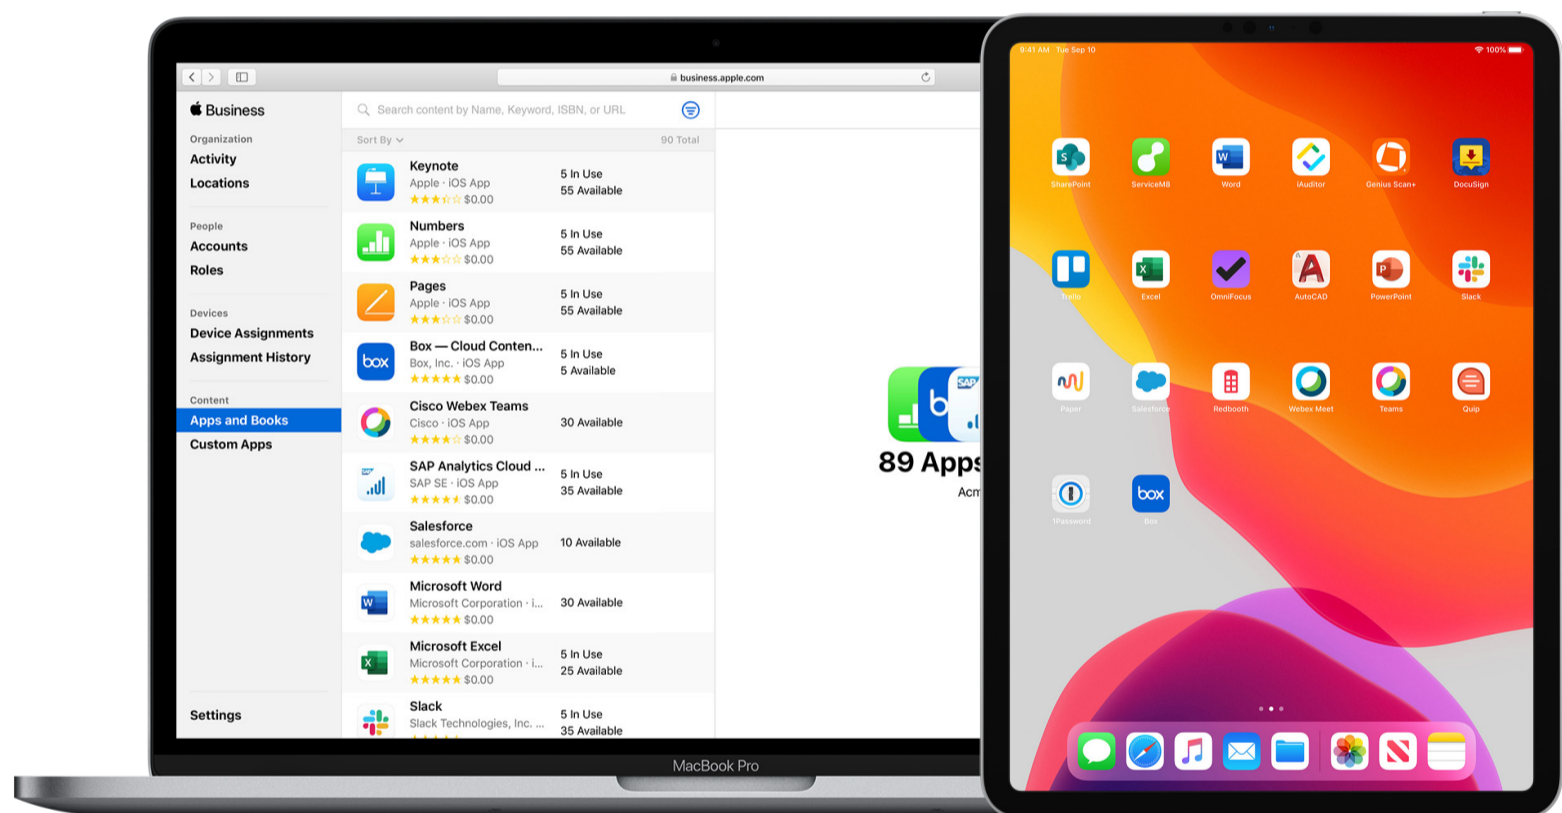 business.apple.com
Business
Organization
Activity
Locations
People
Accounts
Roles
Devices
Device Assignments
Assignment History
Content
Apps and Books
Custom Apps
Settings
Search content by Name, Keyword, ISBN, or URL
Sort By
90 Total
Keynote
Apple · iOS App
$0.00
5 In Use
55 Available
Numbers
Apple · iOS App
$0.00
5 In Use
55 Available
Pages
Apple · iOS App
$0.00
5 In Use
55 Available
box
Box — Cloud Conten...
Box, Inc. · iOS App
$0.00
5 In Use
5 Available
Cisco Webex Teams
Cisco · iOS App
$0.00
30 Available
SAP
SAP Analytics Cloud ...
SAP SE · iOS App
$0.00
5 In Use
35 Available
Salesforce
salesforce.com · iOS App
$0.00
10 Available
W
Microsoft Word
Microsoft Corporation · i...
$0.00
30 Available
X
Microsoft Excel
Microsoft Corporation · i...
$0.00
5 In Use
25 Available
Slack
Slack Technologies, Inc. ...
5 In Use
35 Available
b
SAP
89 Apps
Acm
MacBook Pro
9:41 AM Tue Sep 10
100%
S
W
SharePoint
ServiceM8
Word
iAuditor
Genius Scan+
DocuSign
X
A
A
P
Trello
Excel
OmniFocus
AutoCAD
PowerPoint
Slack
Paper
Salesforce
Redbooth
Webex Meet
Teams
Quip
box
1Password
Box